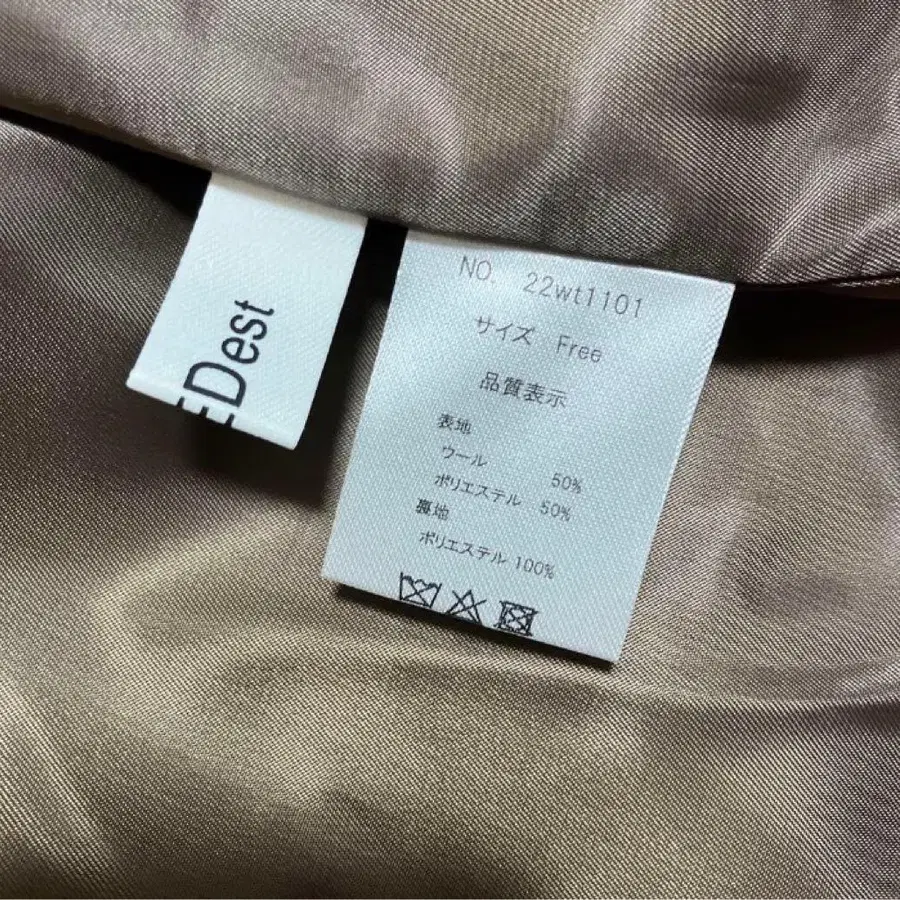 Dest
NO. 22wt1101
サイズ Free
品質表示
表地
ウール 50%
ポリエステル 50%
裏地
ポリエステル 100%